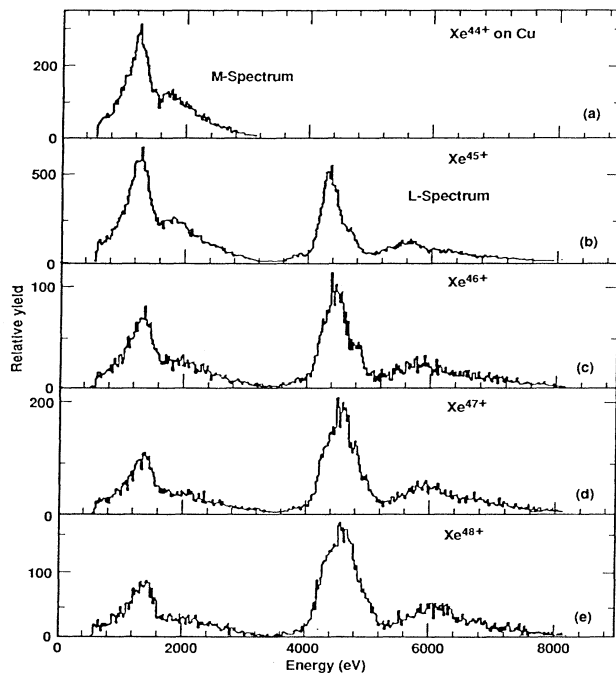 Xe44+ on Cu
M-Spectrum
200
0
(a)
Xe45+
500
L-Spectrum
0
(b)
Xe46+
100
Relative yield
0
(c)
Xe47+
200
0
(d)
Xe48+
100
0
(e)
0 2000 4000 6000 8000
Energy (eV)